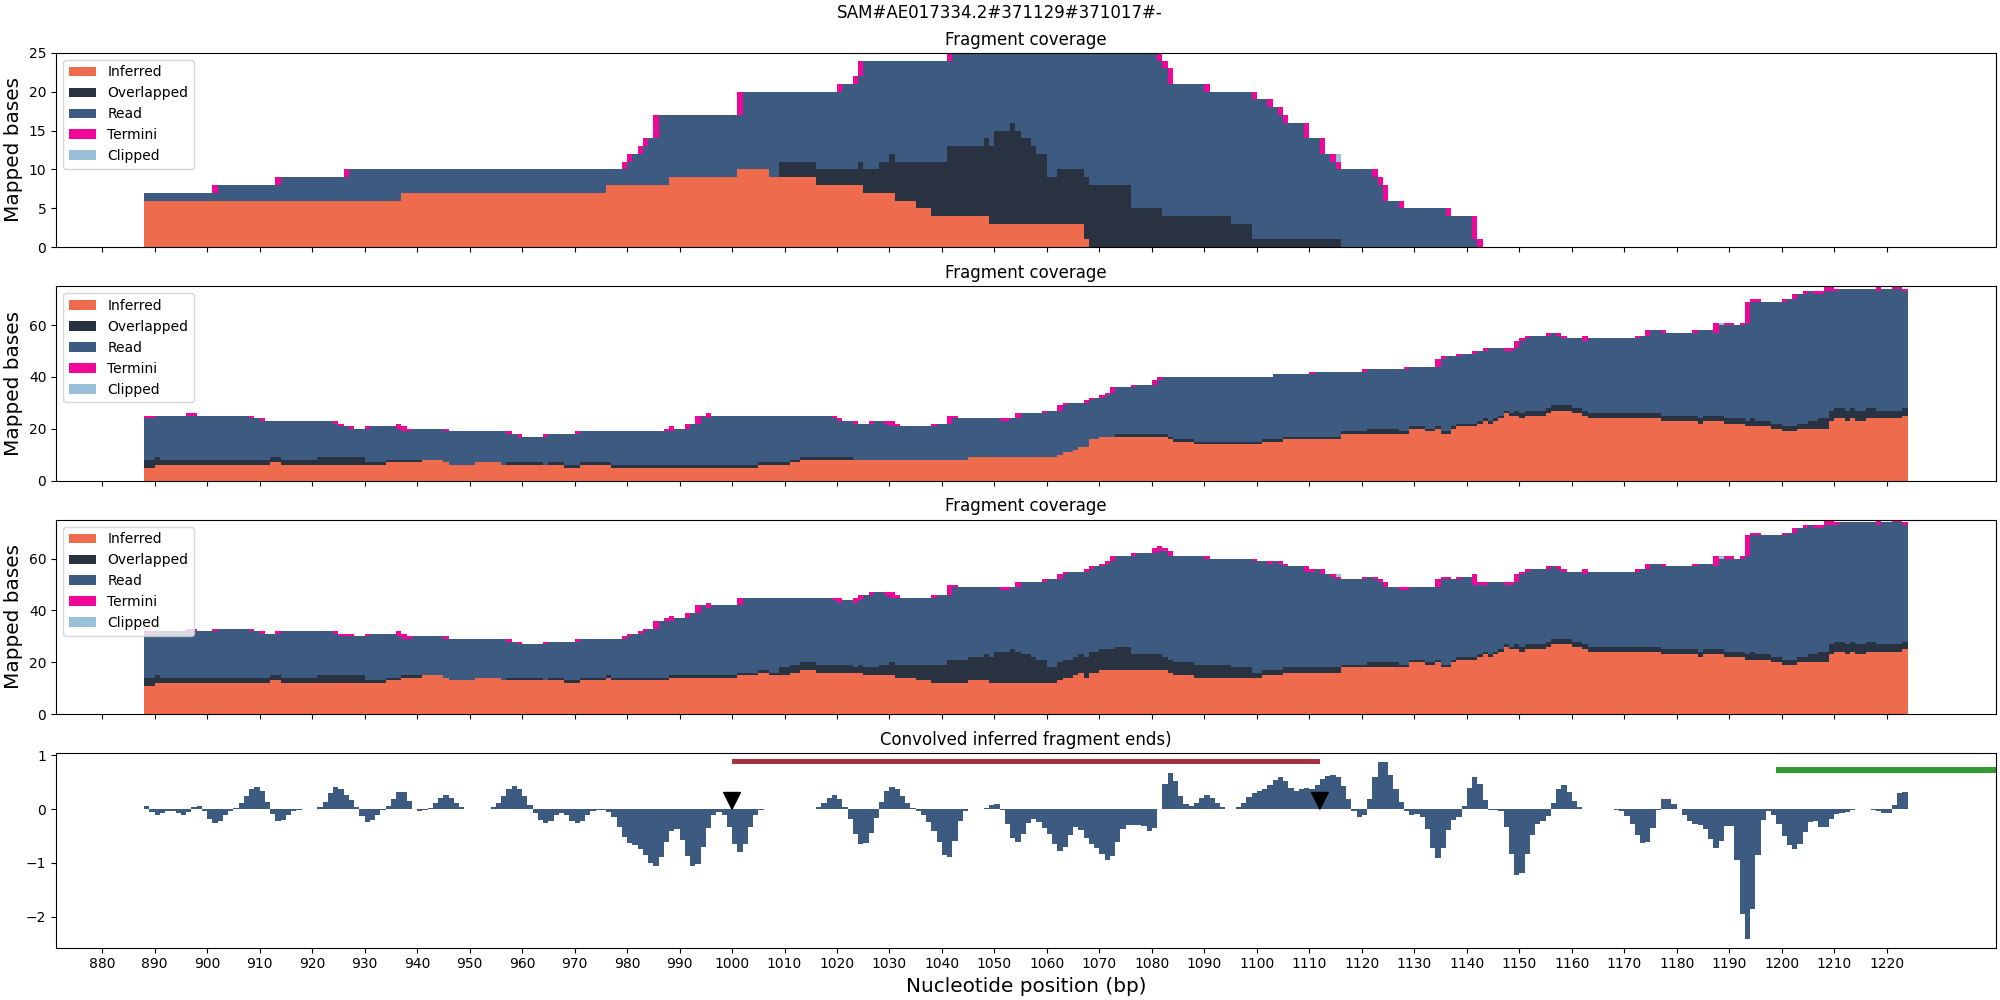 SAM#AE017334.2#371129#371017#-
Fragment coverage
Mapped bases
25
20
15
10
5
0
Inferred
Overlapped
Read
Termini
Clipped
Fragment coverage
Mapped bases
60
40
20
0
Inferred
Overlapped
Read
Termini
Clipped
Fragment coverage
Mapped bases
60
40
20
0
Inferred
Overlapped
Read
Termini
Clipped
Convolved inferred fragment ends)
1
0
−1
−2
880 890 900 910 920 930 940 950 960 970 980 990 1000 1010 1020 1030 1040 1050 1060 1070 1080 1090 1100 1110 1120 1130 1140 1150 1160 1170 1180 1190 1200 1210 1220
Nucleotide position (bp)